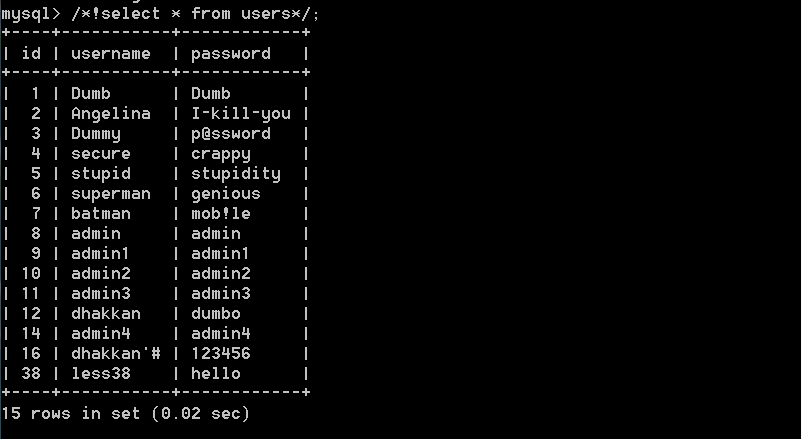 mysql> /*!select * from users*/;
+----+-----------+------------+
| id | username  | password   |
+----+-----------+------------+
|  1 | Dumb      | Dumb       |
|  2 | Angelina  | I-kill-you |
|  3 | Dummy     | p@ssword   |
|  4 | secure    | crappy     |
|  5 | stupid    | stupidity  |
|  6 | superman  | genious    |
|  7 | batman    | mob!le     |
|  8 | admin     | admin      |
|  9 | admin1    | admin1     |
| 10 | admin2    | admin2     |
| 11 | admin3    | admin3     |
| 12 | dhakkan   | dumbo      |
| 14 | admin4    | admin4     |
| 16 | dhakkan'# | 123456     |
| 38 | less38    | hello      |
+----+-----------+------------+
15 rows in set (0.02 sec)